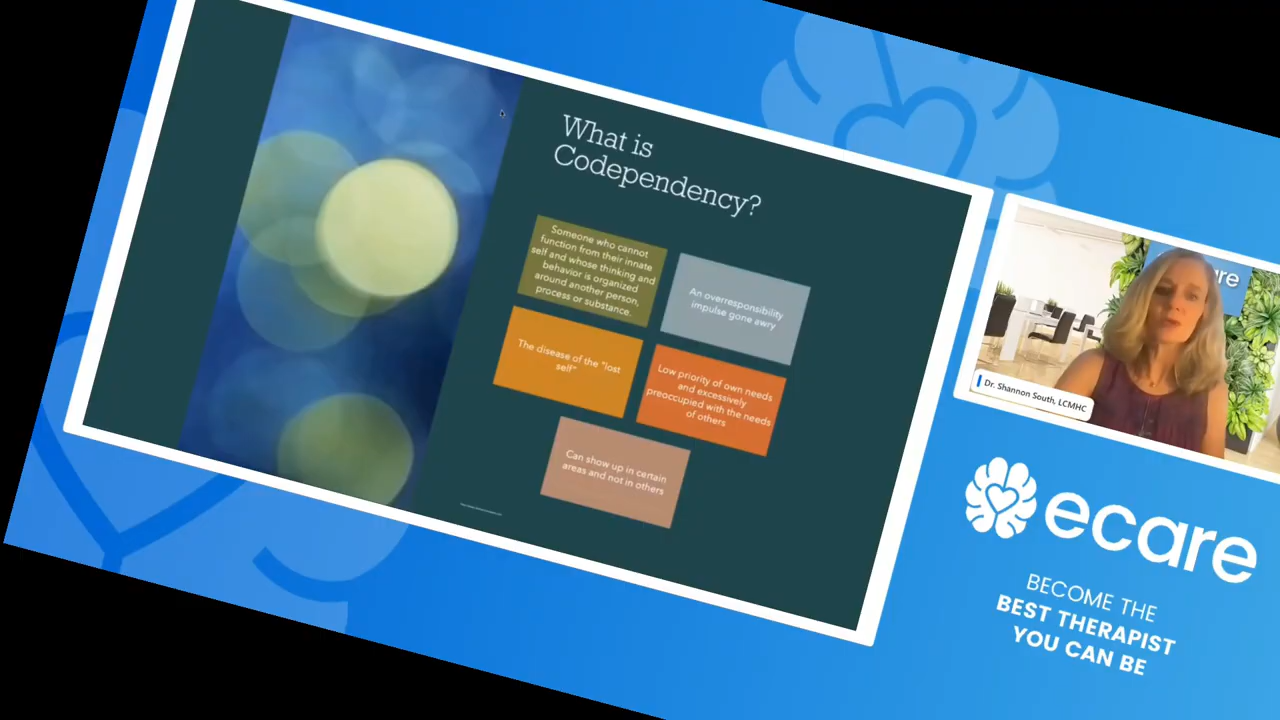 What is
Codependency?
Someone who cannot
function from their innate
self and whose thinking and
behavior is organized
around another person,
process or substance.
An overresponsibility
impulse gone awry
The disease of the "lost
self"
Low priority of own needs
and excessively
preoccupied with the needs
of others
Can show up in certain
areas and not in others
are
Dr. Shannon South, LCMHC
ecare
BECOME THE
BEST THERAPIST
YOU CAN BE